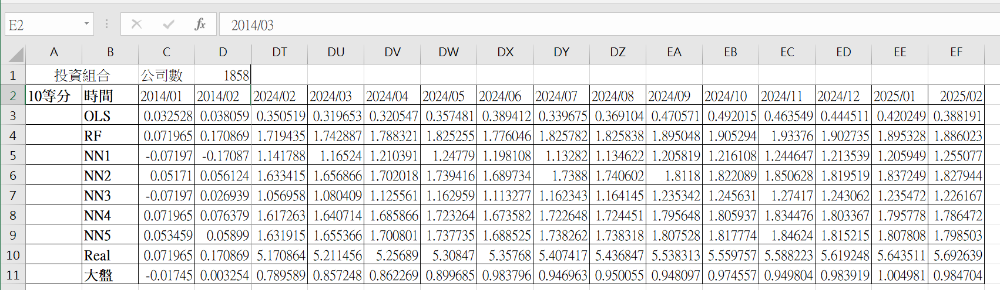 E2 fx 2014/03
A B C D DT DU DV DW DX DY DZ EA EB EC ED EE EF
1 投資組合 公司數 1858
2 10等分 時間 2014/01 2014/02 2024/02 2024/03 2024/04 2024/05 2024/06 2024/07 2024/08 2024/09 2024/10 2024/11 2024/12 2025/01 2025/02
3 OLS 0.032528 0.038059 0.350519 0.319653 0.320547 0.357481 0.389412 0.339675 0.369104 0.470571 0.492015 0.463549 0.444511 0.420249 0.388191
4 RF 0.071965 0.170869 1.719435 1.742887 1.788321 1.825255 1.776046 1.825782 1.825838 1.895048 1.905294 1.93376 1.902735 1.895328 1.886023
5 NN1 -0.07197 -0.17087 1.141788 1.16524 1.210391 1.24779 1.198108 1.13282 1.134622 1.205819 1.216108 1.244647 1.213539 1.205949 1.255077
6 NN2 0.05171 0.056124 1.633415 1.656866 1.702018 1.739416 1.689734 1.7388 1.740602 1.8118 1.822089 1.850628 1.819519 1.837249 1.827944
7 NN3 -0.07197 0.026939 1.056958 1.080409 1.125561 1.162959 1.113277 1.162343 1.164145 1.235342 1.245631 1.27417 1.243062 1.235472 1.226167
8 NN4 0.071965 0.076379 1.617263 1.640714 1.685866 1.723264 1.673582 1.722648 1.724451 1.795648 1.805937 1.834476 1.803367 1.795778 1.786472
9 NN5 0.053459 0.05899 1.631915 1.655366 1.700801 1.737735 1.688525 1.738262 1.738318 1.807528 1.817774 1.84624 1.815215 1.807808 1.798503
10 Real 0.071965 0.170869 5.170864 5.211456 5.25689 5.30847 5.35768 5.407417 5.436847 5.538313 5.559757 5.588223 5.619248 5.643511 5.692639
11 大盤 -0.01745 0.003254 0.789589 0.857248 0.862269 0.899685 0.983796 0.946963 0.950055 0.948097 0.974557 0.949804 0.983919 1.004981 0.984704